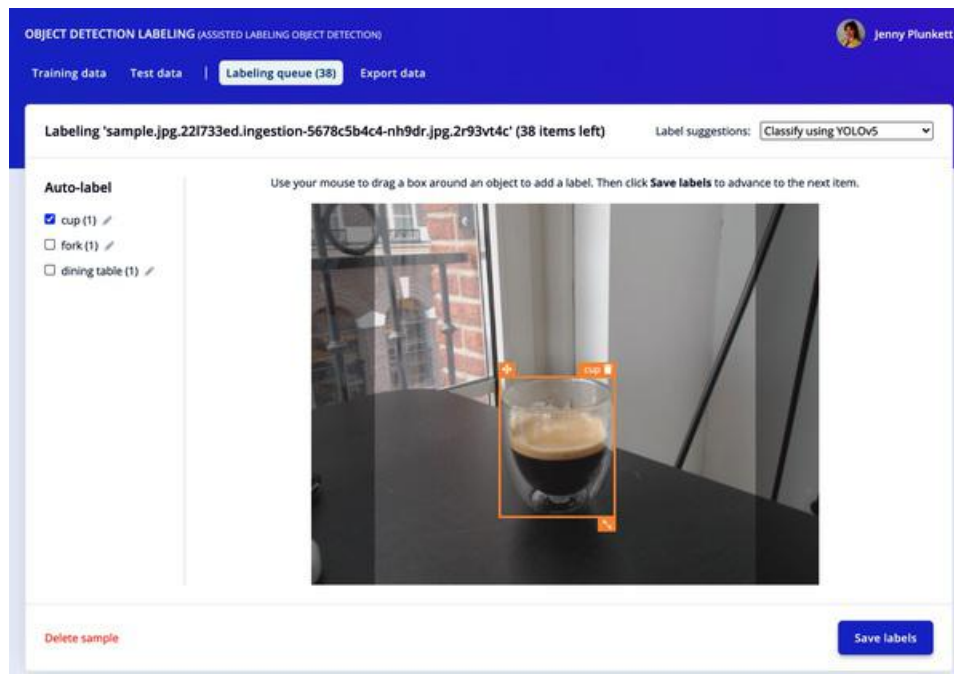 OBJECT DETECTION LABELING (ASSISTED LABELING OBJECT DETECTION)
Jenny Plunkett
Training data Test data | Labeling queue (38) Export data
Labeling 'sample.jpg.22l733ed.ingestion-5678c5b4c4-nh9dr.jpg.2r93vt4c' (38 items left)
Label suggestions: Classify using YOLOv5
Auto-label
Use your mouse to drag a box around an object to add a label. Then click Save labels to advance to the next item.
cup (1)
fork (1)
dining table (1)
cup
Delete sample
Save labels